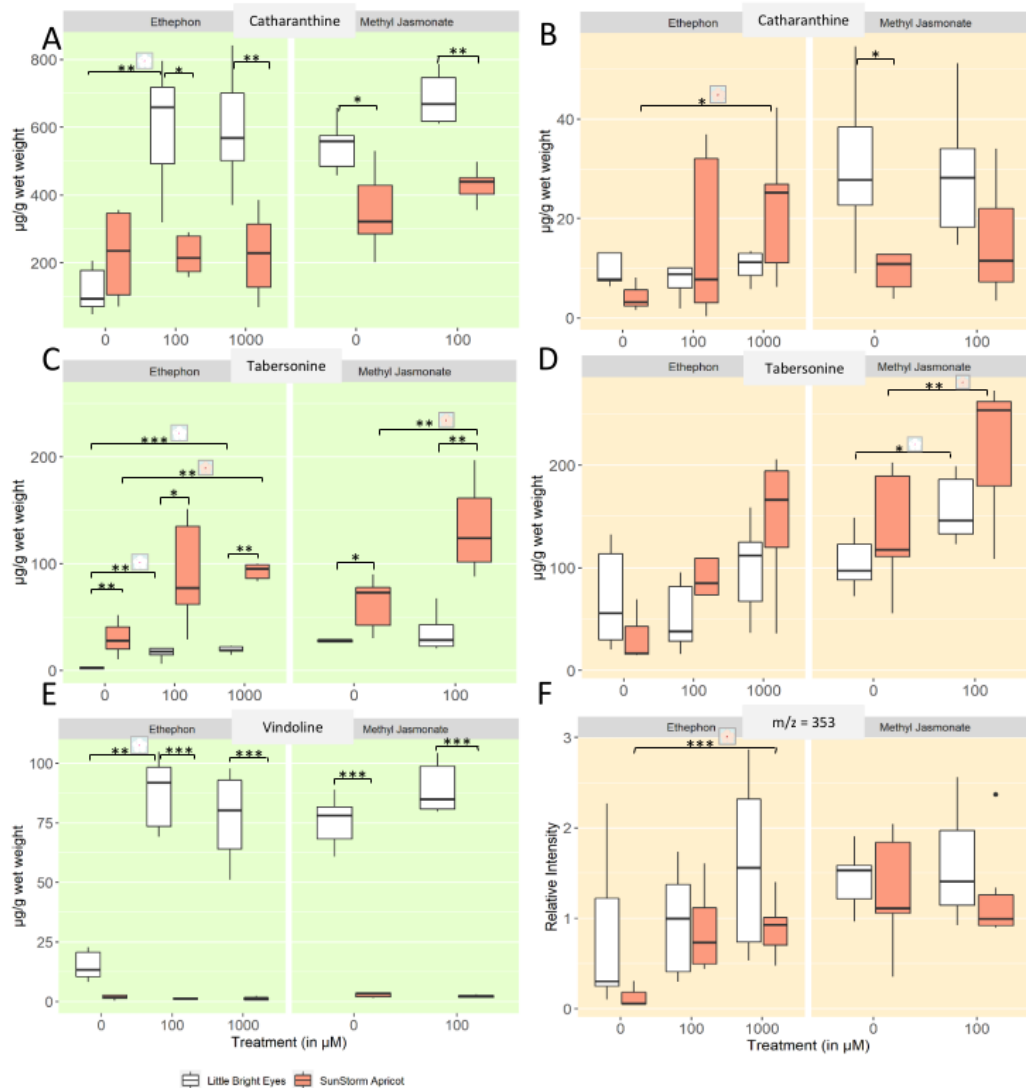 A
Catharanthine
Ethephon
Methyl Jasmonate
µg/g wet weight
800
600
400
200
**
*
**
*
**
0
100
1000
0
100
B
Catharanthine
Ethephon
Methyl Jasmonate
µg/g wet weight
40
20
0
*
*
0
100
1000
0
100
C
Tabersonine
Ethephon
Methyl Jasmonate
µg/g wet weight
200
100
0
***
**
*
**
**
**
**
**
*
0
100
1000
0
100
D
Tabersonine
Ethephon
Methyl Jasmonate
µg/g wet weight
200
100
0
**
*
0
100
1000
0
100
E
Vindoline
Ethephon
Methyl Jasmonate
µg/g wet weight
100
75
50
25
0
**
***
***
***
***
0
100
1000
0
100
Treatment (in µM)
F
m/z = 353
Ethephon
Methyl Jasmonate
Relative Intensity
3
2
1
0
***
0
100
1000
0
100
Treatment (in µM)
Little Bright Eyes
SunStorm Apricot